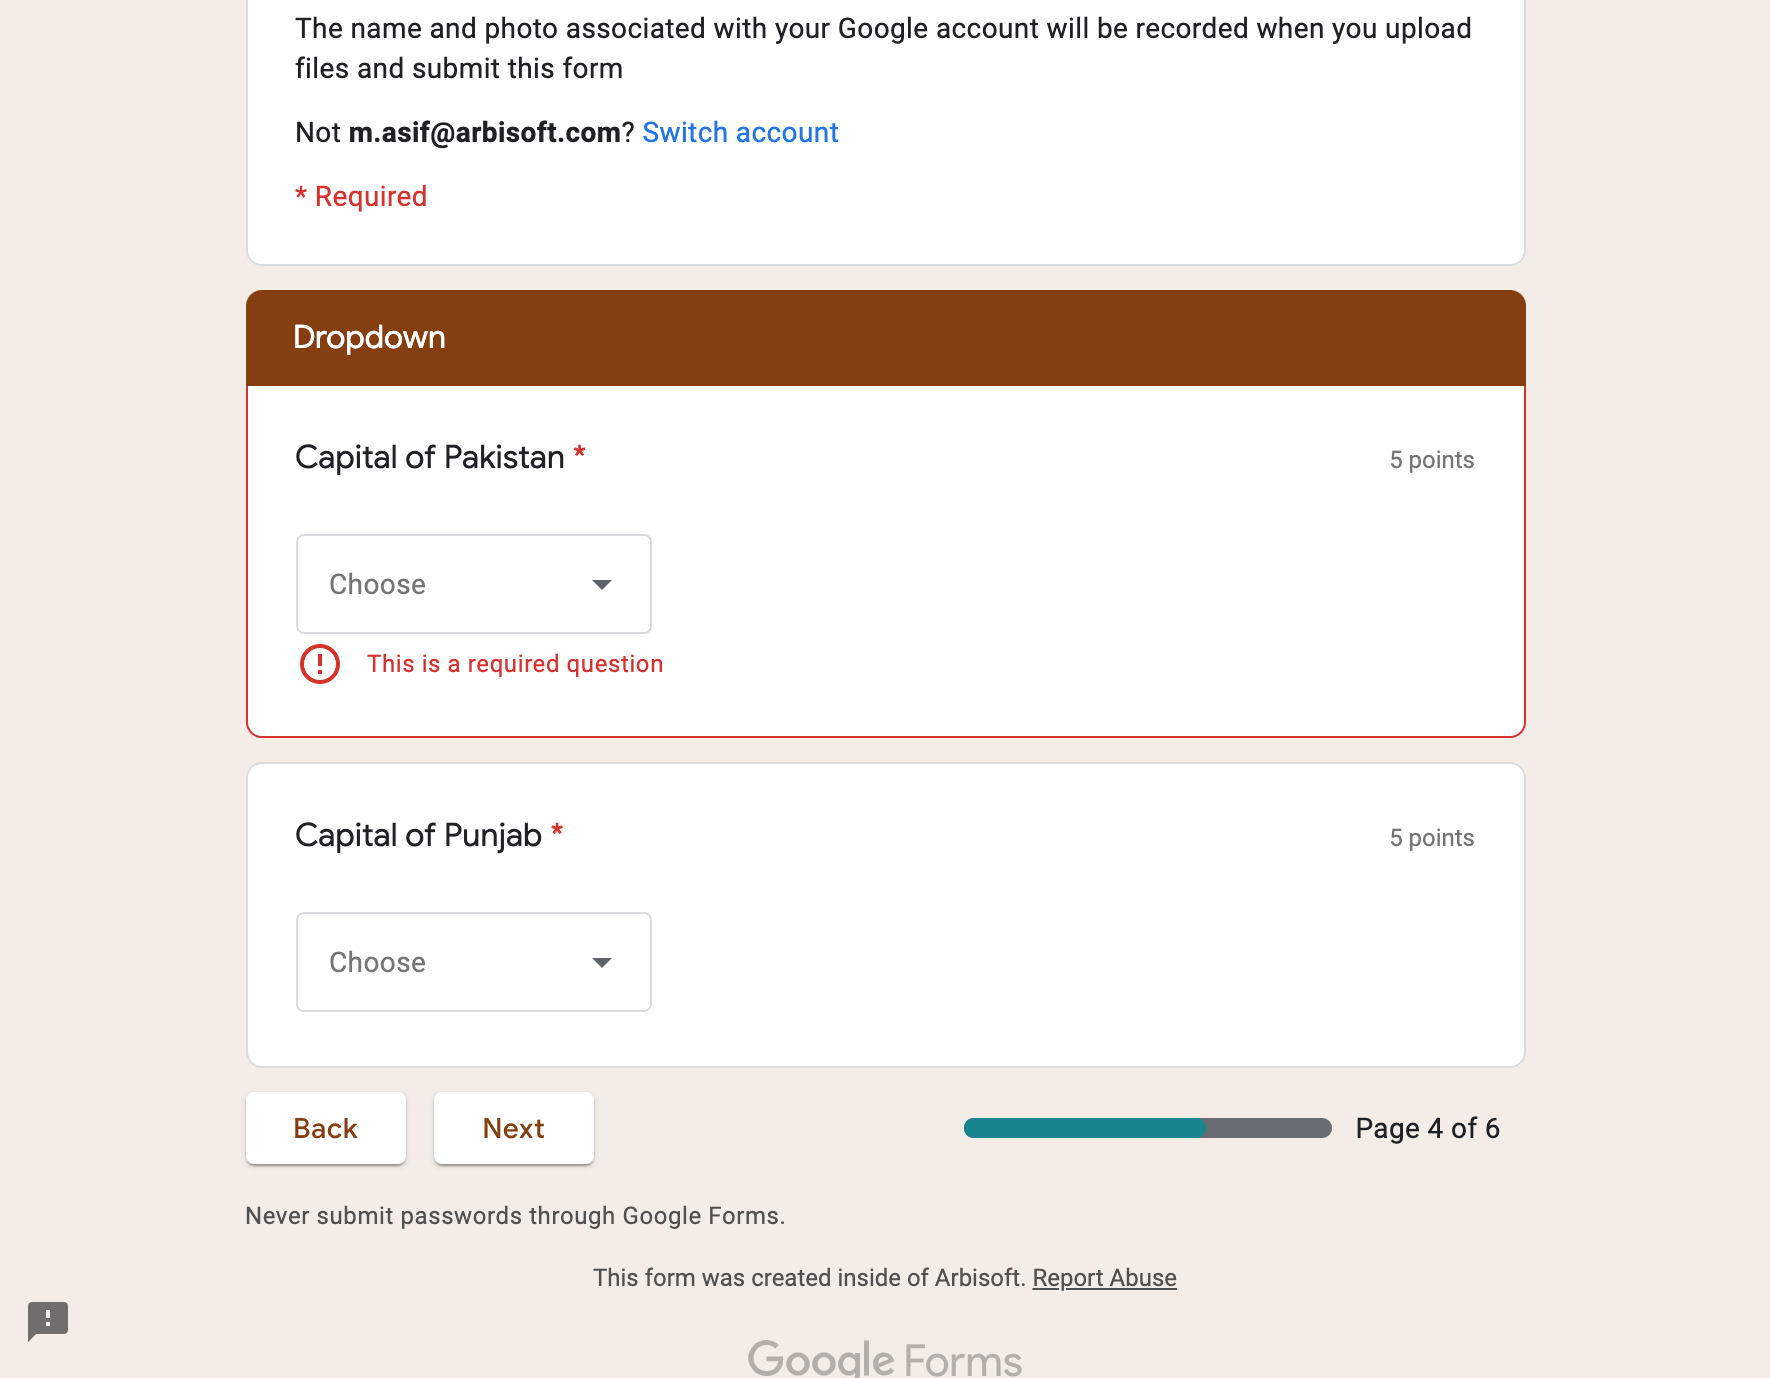 The name and photo associated with your Google account will be recorded when you upload
files and submit this form
Not m.asif@arbisoft.com? Switch account
* Required
Dropdown
Capital of Pakistan *
5 points
Choose
This is a required question
Capital of Punjab *
5 points
Choose
Back
Next
Page 4 of 6
Never submit passwords through Google Forms.
This form was created inside of Arbisoft. Report Abuse
Google Forms